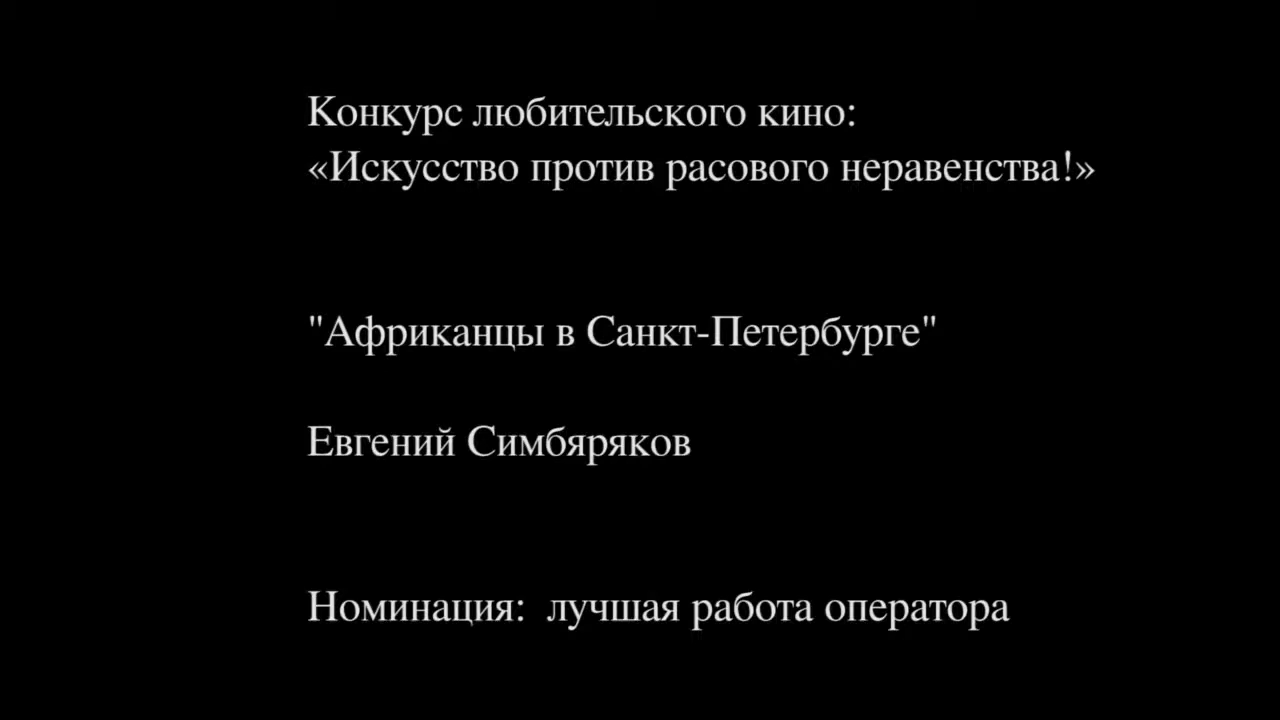 Конкурс любительского кино:
«Искусство против расового неравенства!»
"Африканцы в Санкт-Петербурге"
Евгений Симбяряков
Номинация: лучшая работа оператора